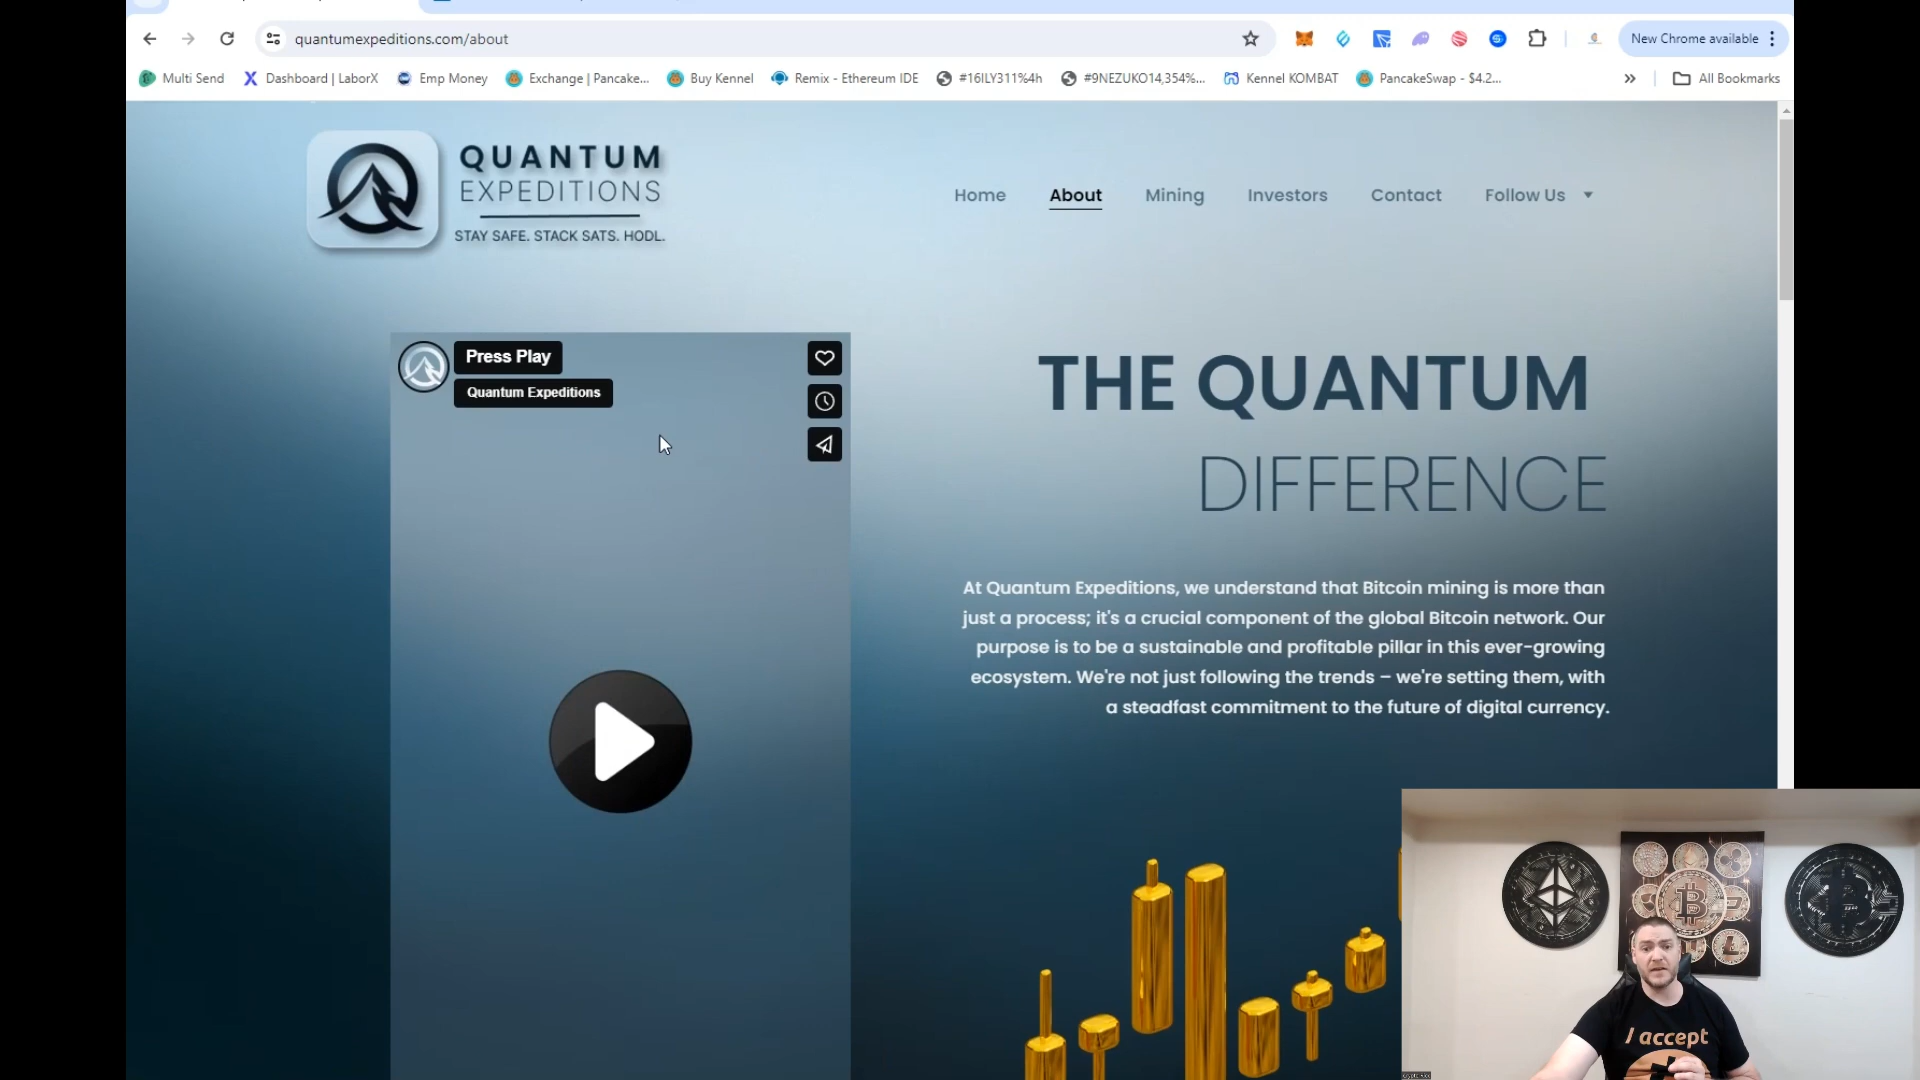 quantumexpeditions.com/about
New Chrome available
Multi Send
Dashboard | LaborX
Emp Money
Exchange | Pancake...
Buy Kennel
Remix - Ethereum IDE
#16ILY311%4h
#9NEZUKO14,354%...
Kennel KOMBAT
PancakeSwap - $4.2...
»
All Bookmarks
QUANTUM
EXPEDITIONS
STAY SAFE. STACK SATS. HODL.
Home
About
Mining
Investors
Contact
Follow Us
Press Play
Quantum Expeditions
THE QUANTUM
DIFFERENCE
At Quantum Expeditions, we understand that Bitcoin mining is more than
just a process; it's a crucial component of the global Bitcoin network. Our
purpose is to be a sustainable and profitable pillar in this ever-growing
ecosystem. We're not just following the trends – we're setting them, with
a steadfast commitment to the future of digital currency.
I accept